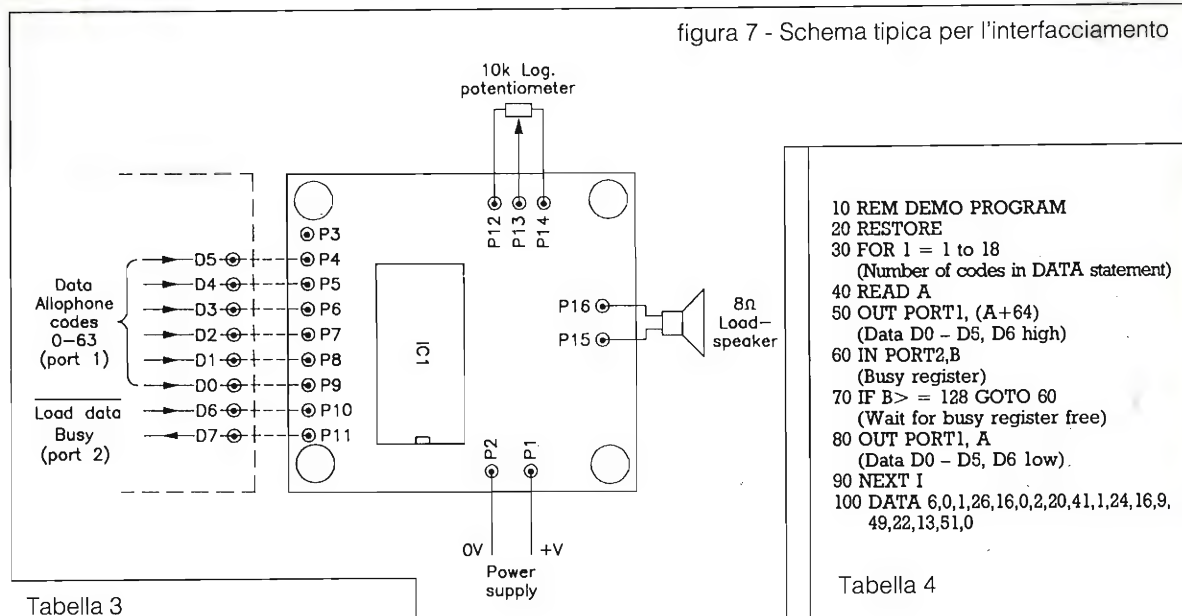 figura 7 - Schema tipica per l'interfacciamento
10k Log.
potentiometer
P12
P13
P14
P3
D5 P4
D4 P5
D3 P6
D2 P7
D1 P8
D0 P9
D6 P10
D7 P11
Data
Allophone
codes
0-63
(port 1)
Load data
Busy
(port 2)
IC1
P16
P15
8Ω
Load-
speaker
P2
P1
0V
+V
Power
supply
Tabella 3
10 REM DEMO PROGRAM
20 RESTORE
30 FOR 1 = 1 to 18
(Number of codes in DATA statement)
40 READ A
50 OUT PORT1, (A+64)
(Data D0 – D5, D6 high)
60 IN PORT2,B
(Busy register)
70 IF B> = 128 GOTO 60
(Wait for busy register free)
80 OUT PORT1, A
(Data D0 – D5, D6 low).
90 NEXT I
100 DATA 6,0,1,26,16,0,2,20,41,1,24,16,9,
49,22,13,51,0
Tabella 4